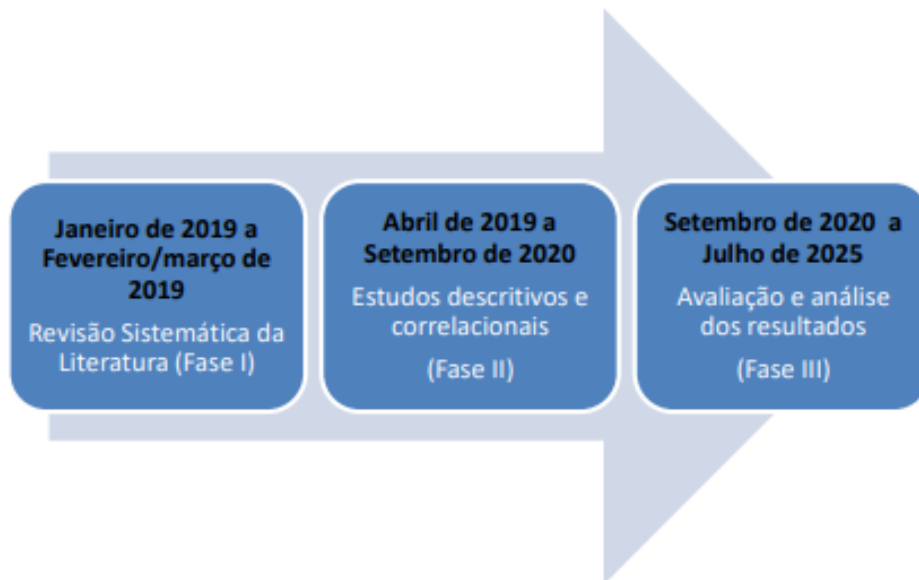 Janeiro de 2019 a
Fevereiro/março de
2019
Revisão Sistemática da
Literatura (Fase I)
Abril de 2019 a
Setembro de 2020
Estudos descritivos e
correlacionais
(Fase II)
Setembro de 2020 a
Julho de 2025
Avaliação e análise
dos resultados
(Fase III)